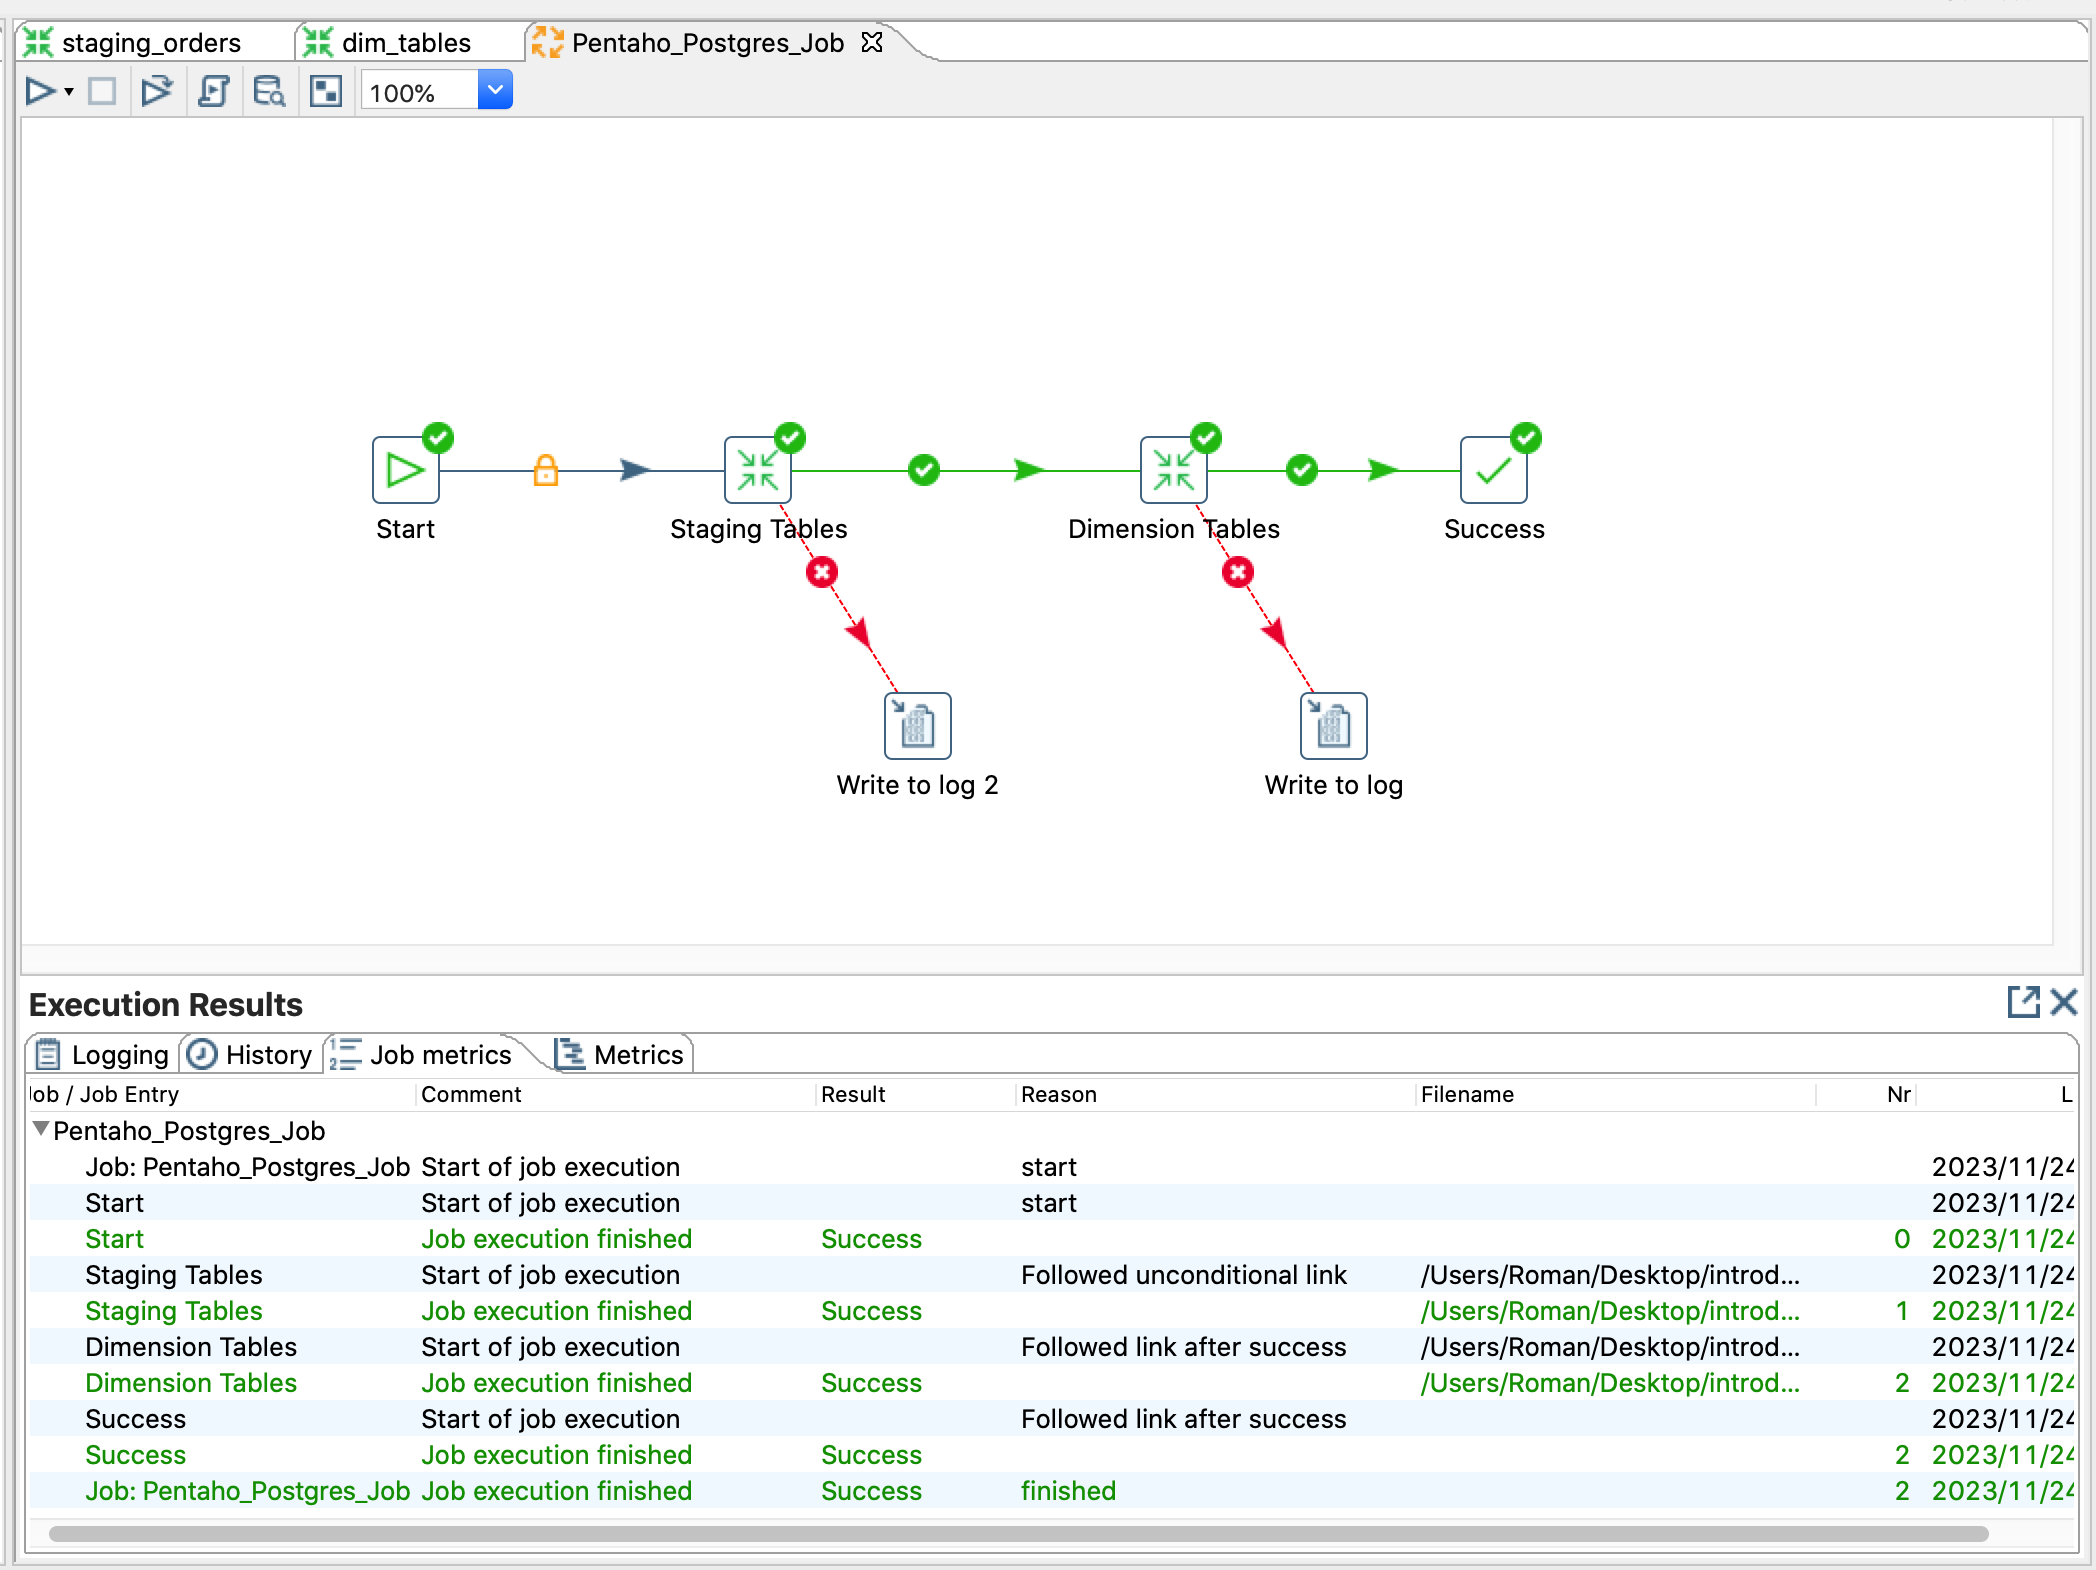 staging_orders dim_tables Pentaho_Postgres_Job
100%
Start Staging Tables Dimension Tables Success
Write to log 2 Write to log
Execution Results
Logging History Job metrics Metrics
Job / Job Entry Comment Result Reason Filename Nr L
Pentaho_Postgres_Job
Job: Pentaho_Postgres_Job Start of job execution start 2023/11/24
Start Start of job execution start 2023/11/24
Start Job execution finished Success 0 2023/11/24
Staging Tables Start of job execution Followed unconditional link /Users/Roman/Desktop/introd... 2023/11/24
Staging Tables Job execution finished Success /Users/Roman/Desktop/introd... 1 2023/11/24
Dimension Tables Start of job execution Followed link after success /Users/Roman/Desktop/introd... 2023/11/24
Dimension Tables Job execution finished Success /Users/Roman/Desktop/introd... 2 2023/11/24
Success Start of job execution Followed link after success 2023/11/24
Success Job execution finished Success 2 2023/11/24
Job: Pentaho_Postgres_Job Job execution finished Success finished 2 2023/11/24